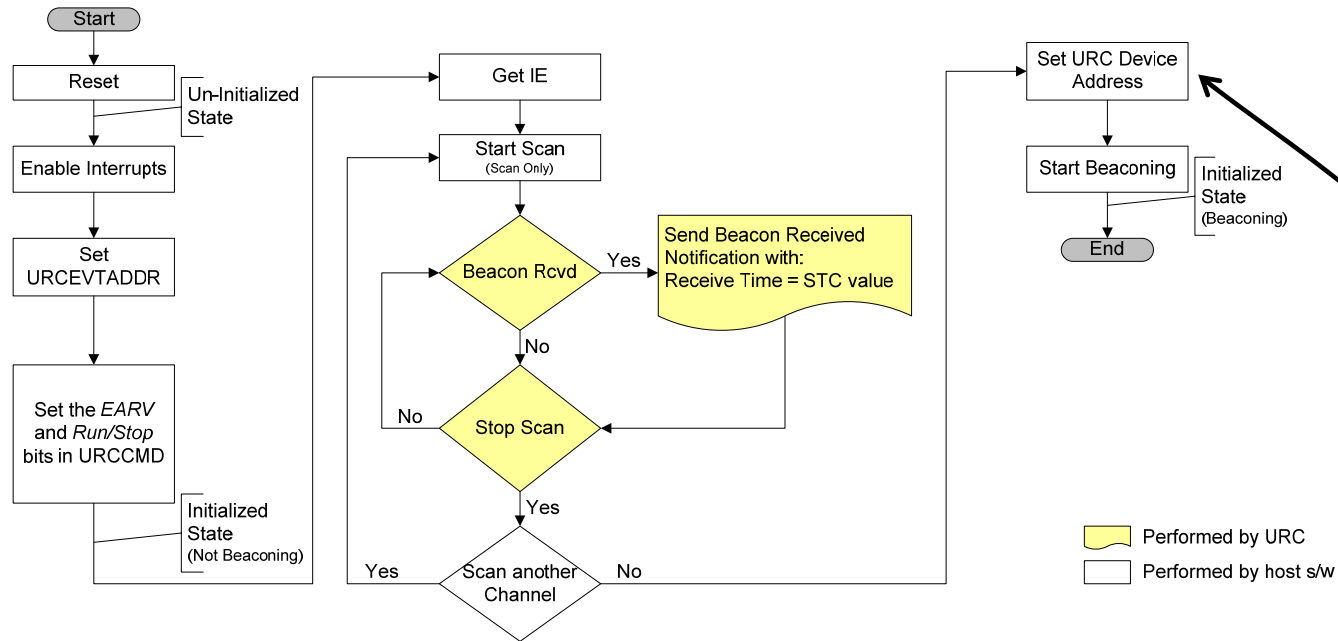 Start
Reset
Un-Initialized
State
Enable Interrupts
Set
URCEVTADDR
Set the EARV
and Run/Stop
bits in URCCMD
Initialized
State
(Not Beaconing)
Get IE
Start Scan
(Scan Only)
Beacon Rcvd
Yes
Send Beacon Received
Notification with:
Receive Time = STC value
No
No
Stop Scan
Yes
Yes
Scan another
Channel
No
Set URC Device
Address
Start Beaconing
Initialized
State
(Beaconing)
End
Performed by URC
Performed by host s/w